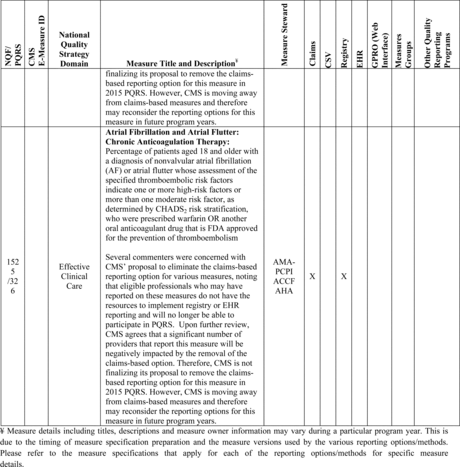 NQF/
PQRS
CMS
E-Measure ID
National
Quality
Strategy
Domain
Measure Title and Description¥
Measure Steward
Claims
CSV
Registry
EHR
GPRO (Web
Interface)
Measures
Groups
Other Quality
Reporting
Programs
finalizing its proposal to remove the claims-
based reporting option for this measure in
2015 PQRS. However, CMS is moving away
from claims-based measures and therefore
may reconsider the reporting options for this
measure in future program years.
152
5
/32
6
Effective
Clinical
Care
Atrial Fibrillation and Atrial Flutter:
Chronic Anticoagulation Therapy:
Percentage of patients aged 18 and older with
a diagnosis of nonvalvular atrial fibrillation
(AF) or atrial flutter whose assessment of the
specified thromboembolic risk factors
indicate one or more high-risk factors or
more than one moderate risk factor, as
determined by CHADS2 risk stratification,
who were prescribed warfarin OR another
oral anticoagulant drug that is FDA approved
for the prevention of thromboembolism
Several commenters were concerned with
CMS' proposal to eliminate the claims-based
reporting option for various measures, noting
that eligible professionals who may have
reported on these measures do not have the
resources to implement registry or EHR
reporting and will no longer be able to
participate in PQRS. Upon further review,
CMS agrees that a significant number of
providers that report this measure will be
negatively impacted by the removal of the
claims-based option. Therefore, CMS is not
finalizing its proposal to remove the claims-
based reporting option for this measure in
2015 PQRS. However, CMS is moving away
from claims-based measures and therefore
may reconsider the reporting options for this
measure in future program years.
AMA-
PCPI
ACCF
AHA
X
X
¥ Measure details including titles, descriptions and measure owner information may vary during a particular program year. This is
due to the timing of measure specification preparation and the measure versions used by the various reporting options/methods.
Please refer to the measure specifications that apply for each of the reporting options/methods for specific measure
details.